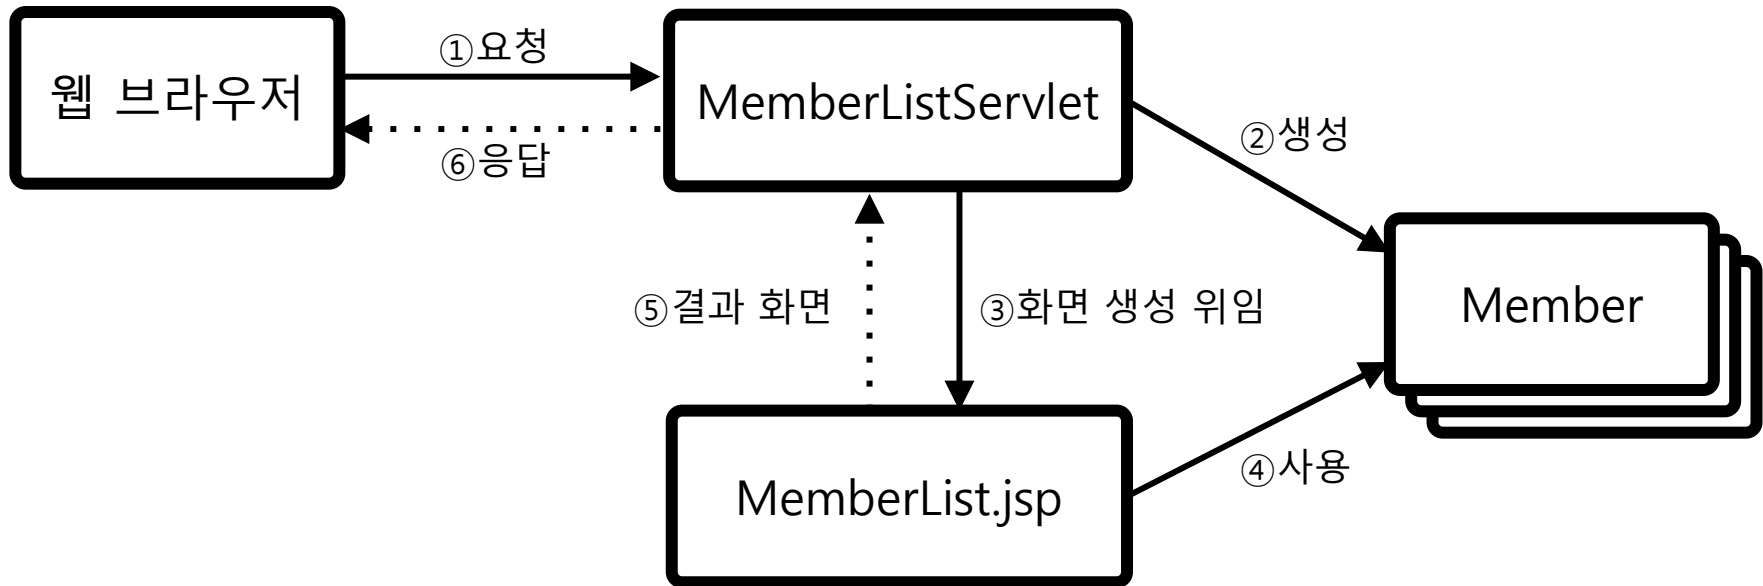 웹 브라우저
①요청
⑥응답
MemberListServlet
②생성
⑤결과 화면
③화면 생성 위임
Member
MemberList.jsp
④사용